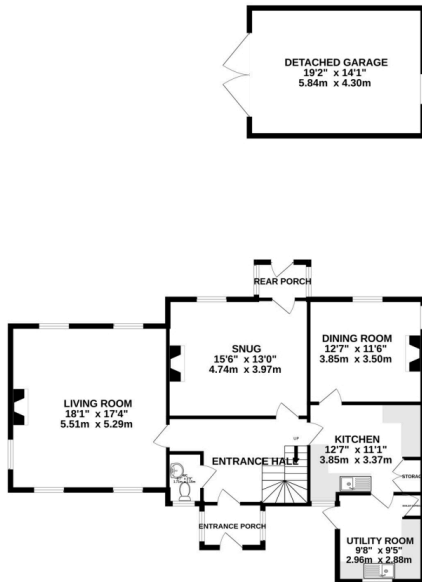 DETACHED GARAGE
19'2" x 14'1"
5.84m x 4.30m
REAR PORCH
SNUG
15'6" x 13'0"
4.74m x 3.97m
DINING ROOM
12'7" x 11'6"
3.85m x 3.50m
LIVING ROOM
18'1" x 17'4"
5.51m x 5.29m
UP
KITCHEN
12'7" x 11'1"
3.85m x 3.37m
ENTRANCE HALL
STORAGE
ENTRANCE PORCH
UTILITY ROOM
9'8" x 9'5"
2.96m x 2.88m